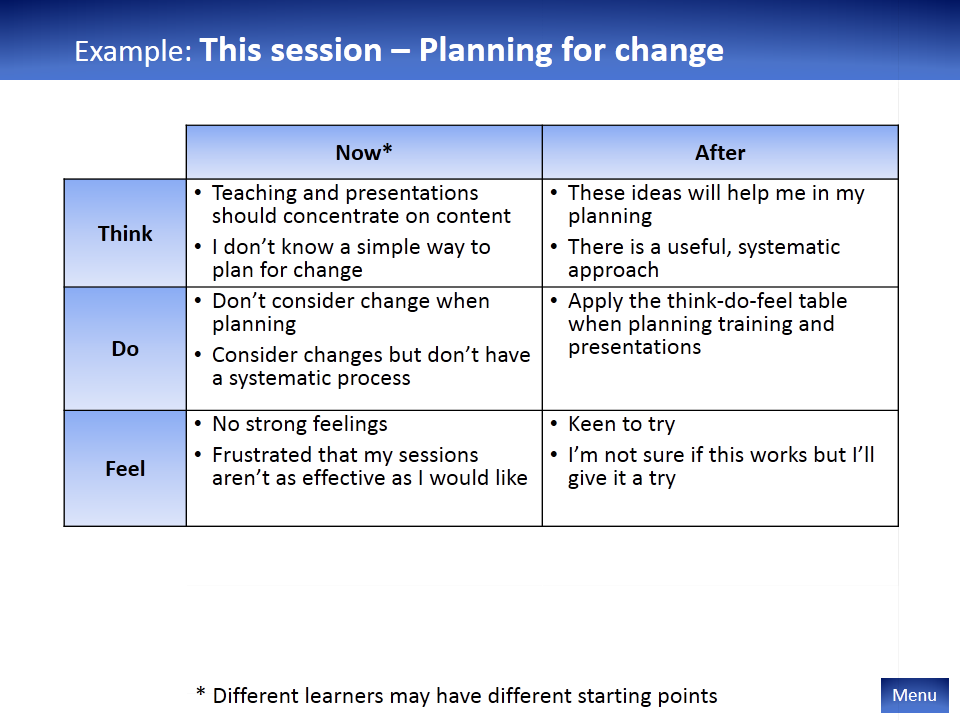 Example: This session – Planning for change
Now*
After
Think
• Teaching and presentations
should concentrate on content
• I don’t know a simple way to
plan for change
• These ideas will help me in my
planning
• There is a useful, systematic
approach
Do
• Don’t consider change when
planning
• Consider changes but don’t have
a systematic process
• Apply the think-do-feel table
when planning training and
presentations
Feel
• No strong feelings
• Frustrated that my sessions
aren’t as effective as I would like
• Keen to try
• I’m not sure if this works but I’ll
give it a try
* Different learners may have different starting points
Menu